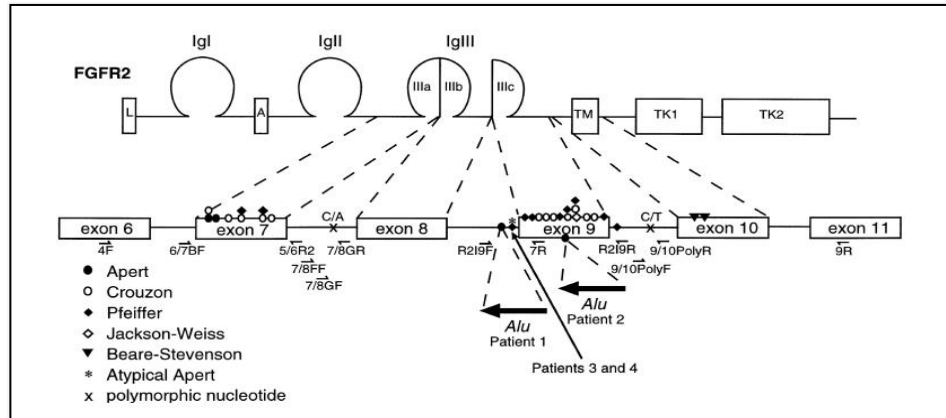 IgI IgII IgIII
FGFR2
L A IIIa IIIb IIIc TM TK1 TK2
C/A * C/T
exon 6 exon 7 x exon 8 exon 9 x exon 10 exon 11
4F 6/7BF 5/6R2 7/8GR R2I9F 7R R2I9R 9/10PolyR 9R
7/8FF 9/10PolyF
7/8GF
Apert
Crouzon
Pfeiffer
Jackson-Weiss
Beare-Stevenson
* Atypical Apert
x polymorphic nucleotide
Alu
Patient 1
Alu
Patient 2
Patients 3 and 4